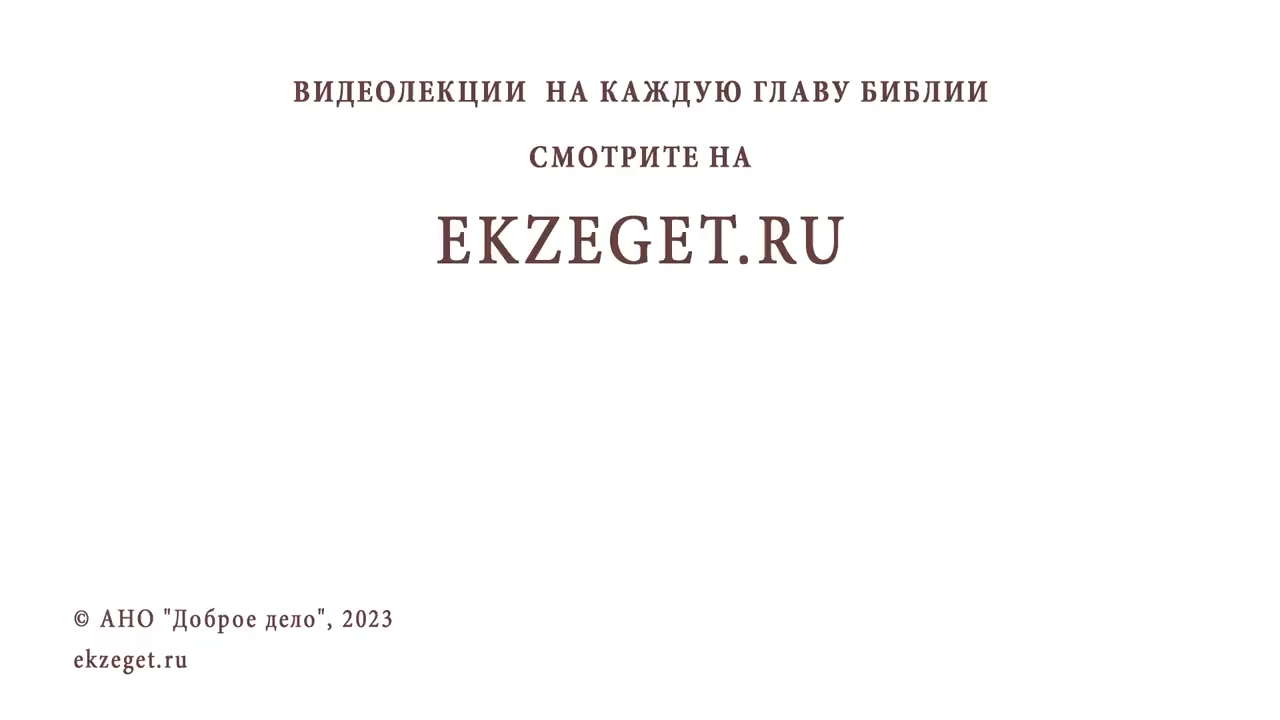 ВИДЕОЛЕКЦИИ НА КАЖДУЮ ГЛАВУ БИБЛИИ
СМОТРИТЕ НА
EKZEGET.RU
© АНО "Доброе дело", 2023
ekzeget.ru